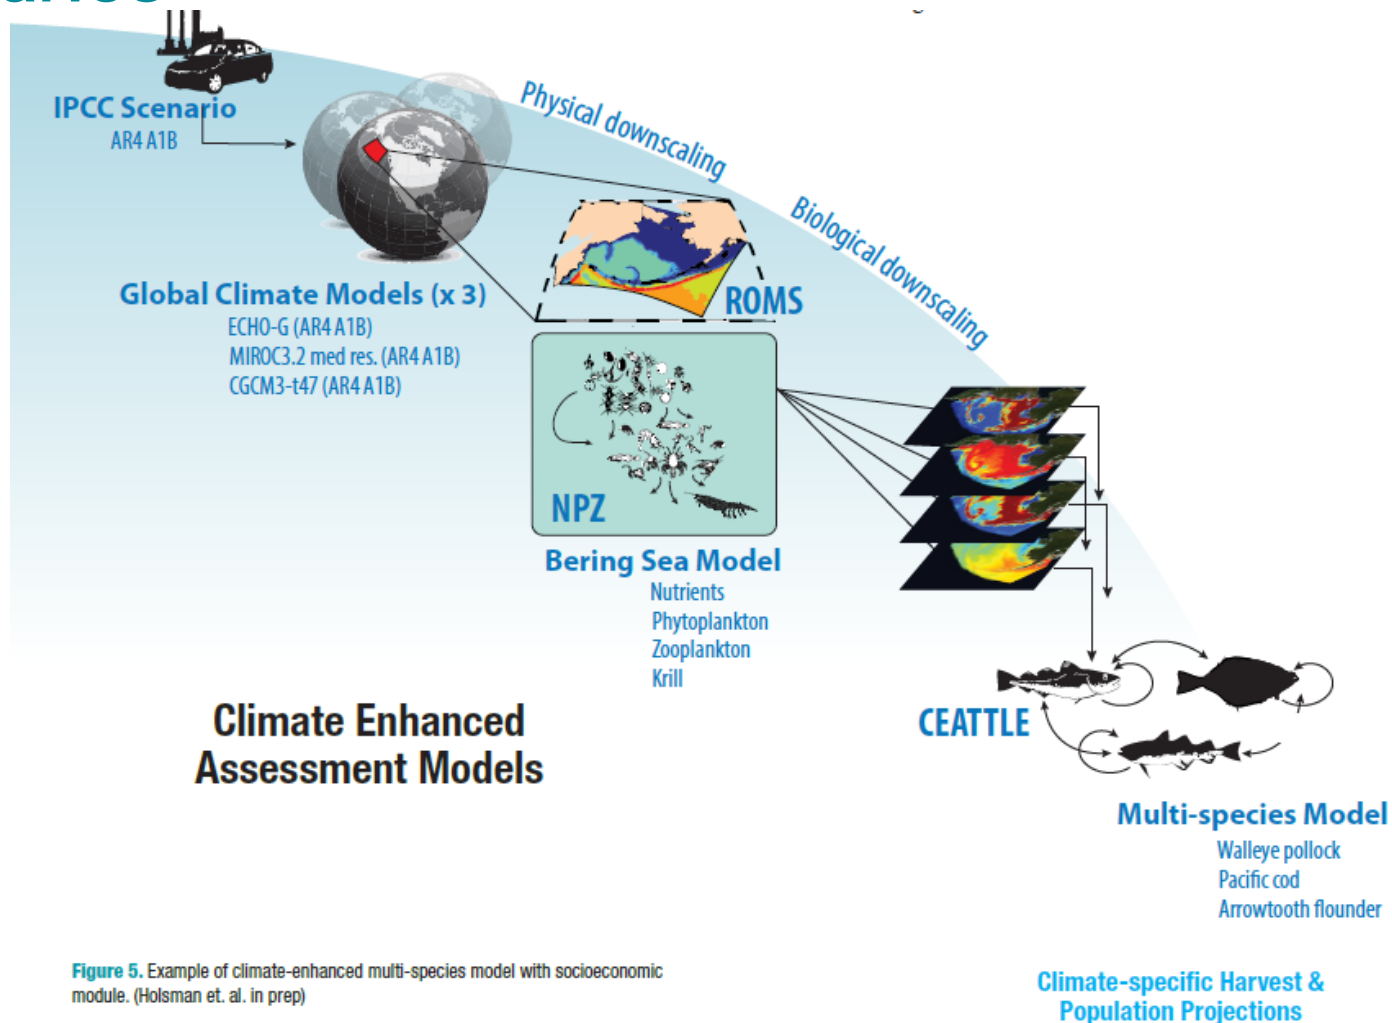 IPCC Scenario
AR4 A1B
Physical downscaling
Biological downscaling
Global Climate Models (x 3)
ECHO-G (AR4 A1B)
MIROC3.2 med res. (AR4 A1B)
CGCM3-t47 (AR4 A1B)
ROMS
NPZ
Bering Sea Model
Nutrients
Phytoplankton
Zooplankton
Krill
Climate Enhanced
Assessment Models
CEATTLE
Multi-species Model
Walleye pollock
Pacific cod
Arrowtooth flounder
Figure 5. Example of climate-enhanced multi-species model with socioeconomic
module. (Holsman et. al. in prep)
Climate-specific Harvest &
Population Projections